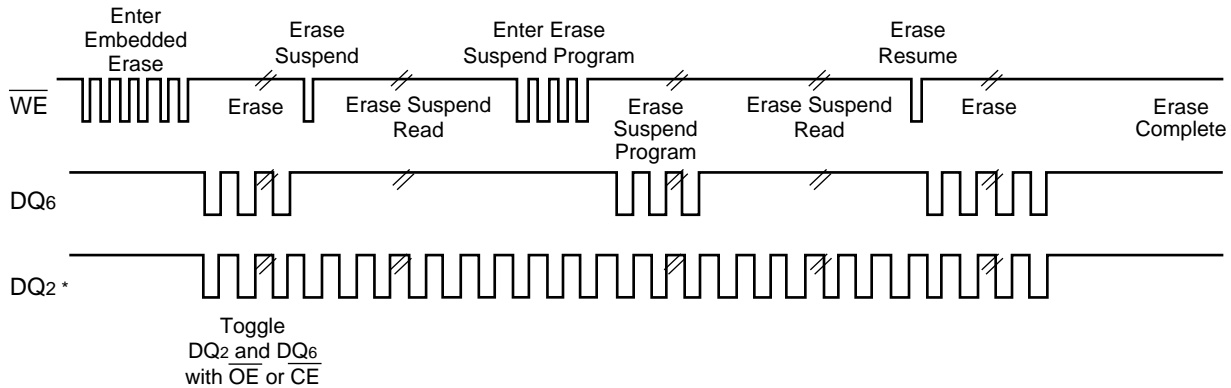 Enter
Embedded
Erase
Erase
Suspend
Enter Erase
Suspend Program
Erase
Resume
WE
Erase
Erase Suspend
Read
Erase
Suspend
Program
Erase Suspend
Read
Erase
Erase
Complete
DQ6
DQ2 *
Toggle
DQ2 and DQ6
with OE or CE